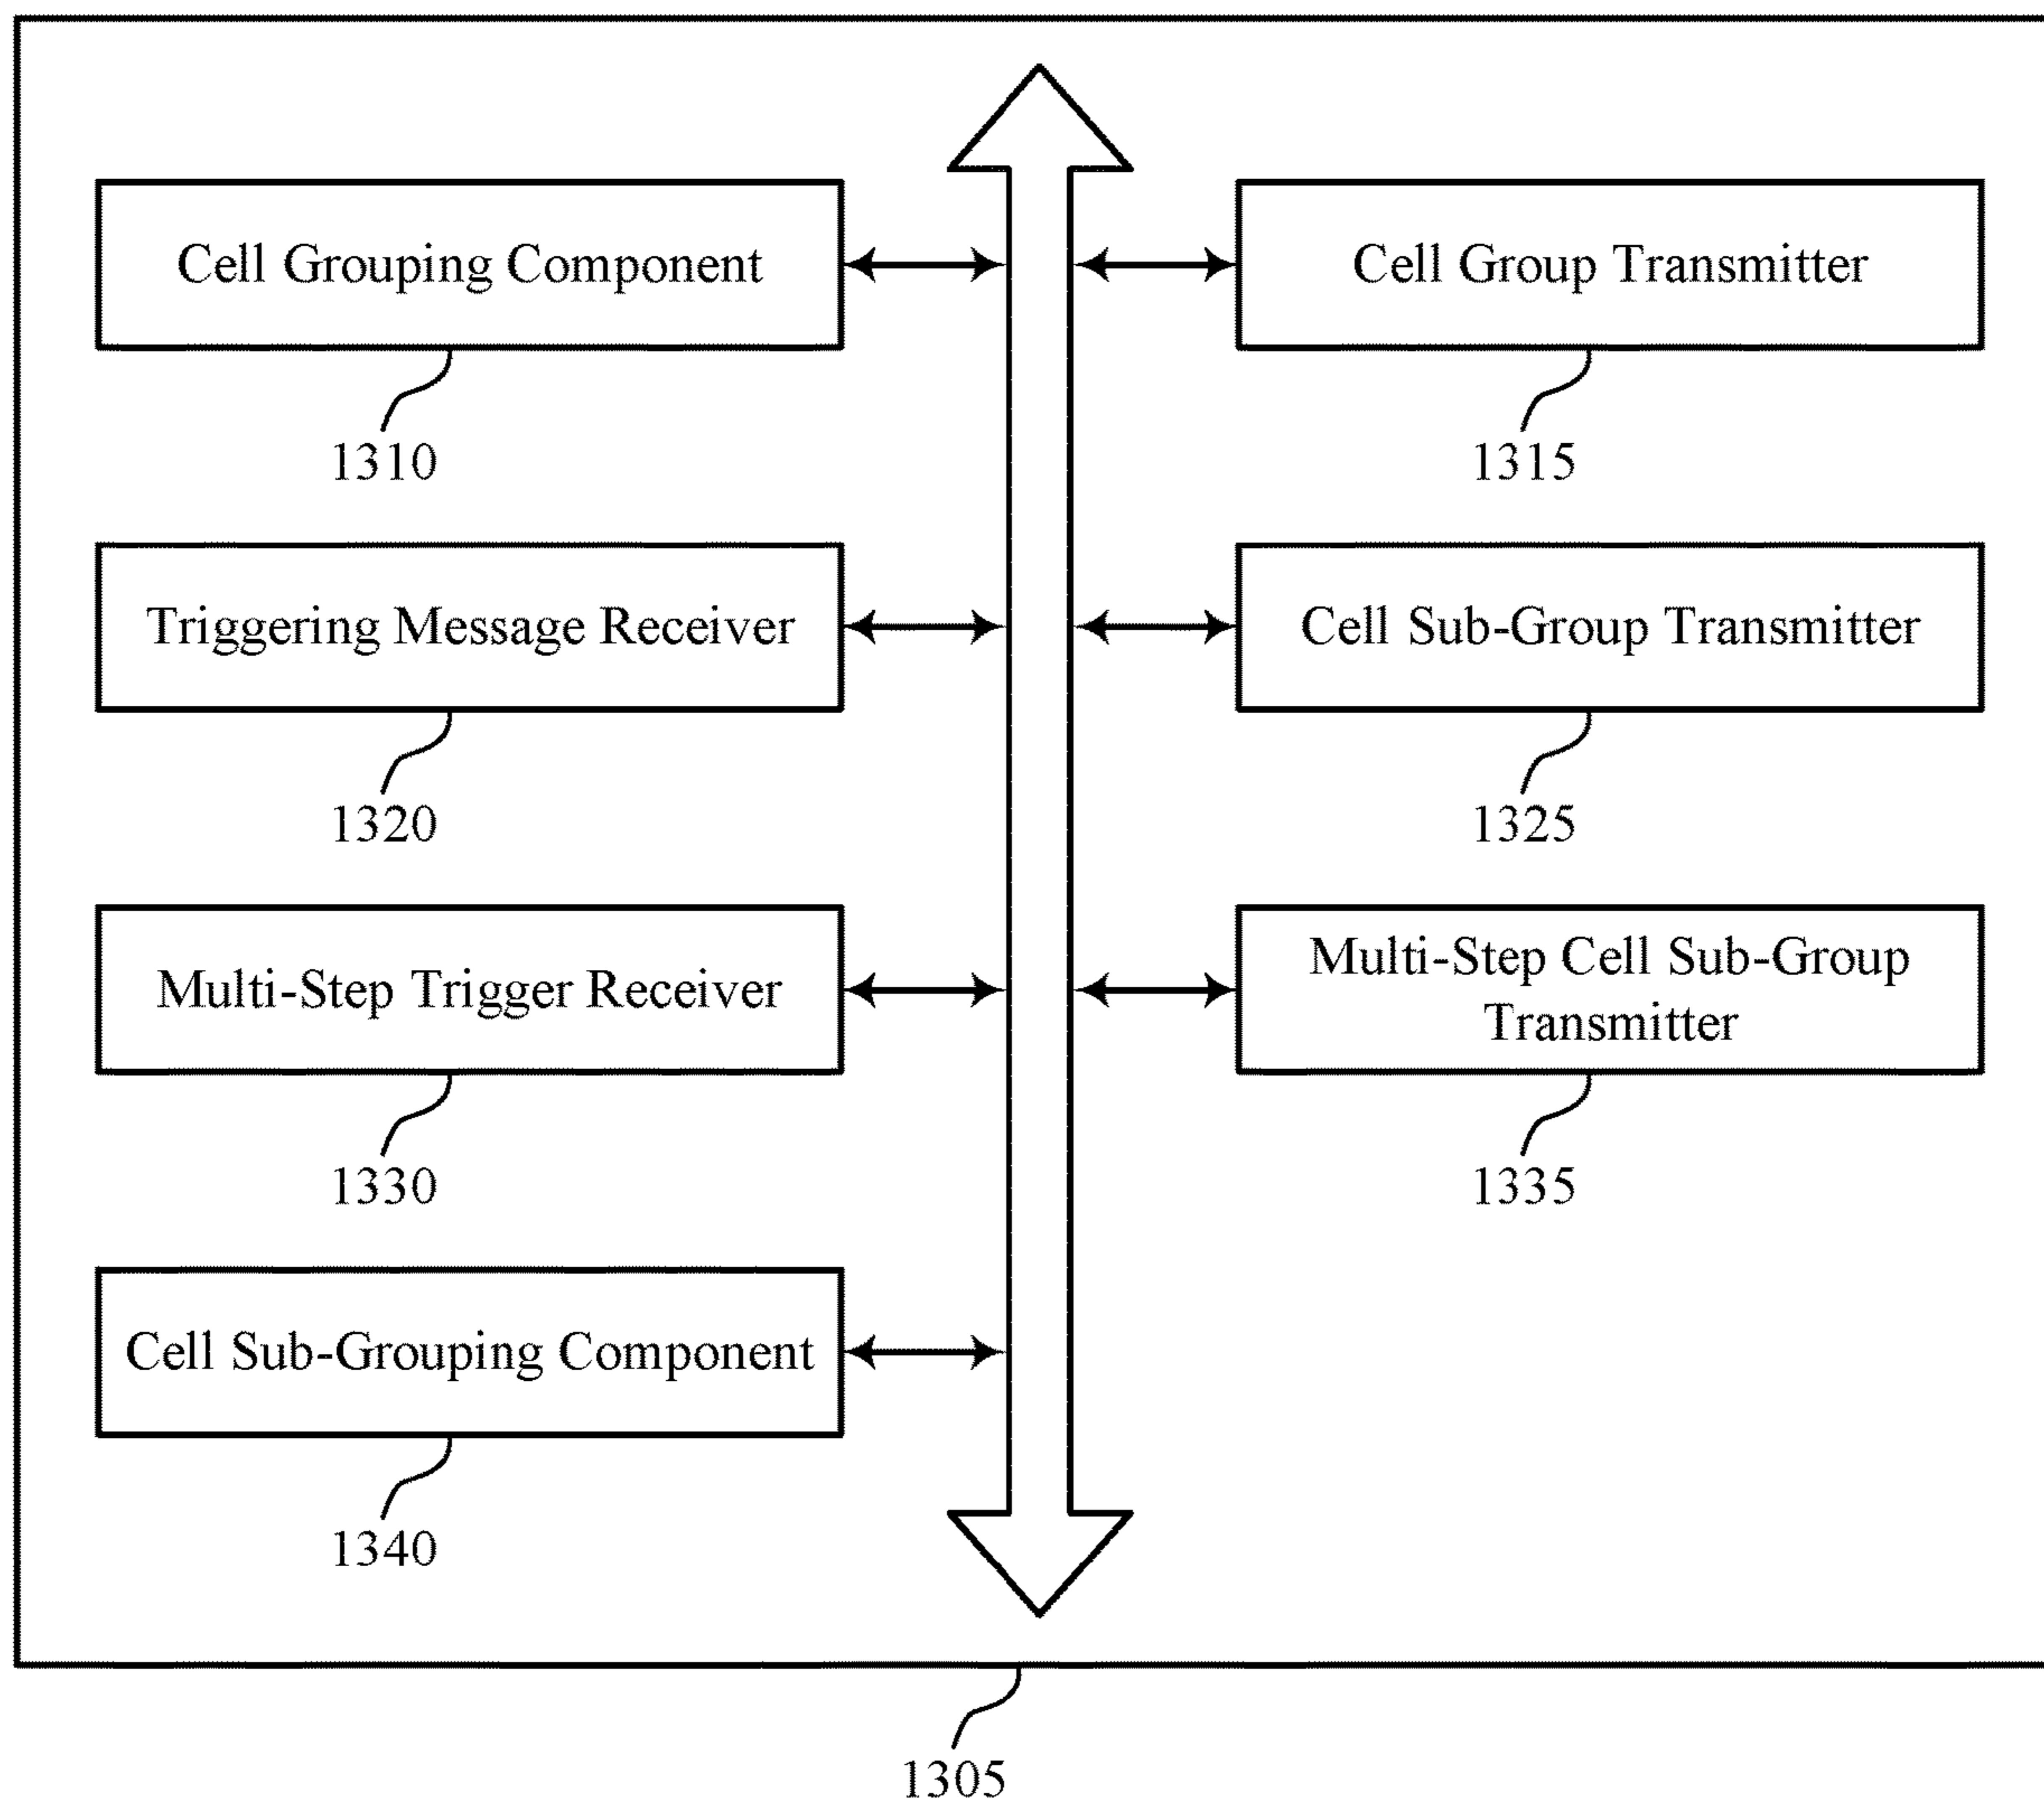 Cell Grouping Component
Cell Group Transmitter
1310
1315
Triggering Message Receiver
Cell Sub-Group Transmitter
1320
1325
Multi-Step Trigger Receiver
Multi-Step Cell Sub-Group
Transmitter
1330
1335
Cell Sub-Grouping Component
1340
1305